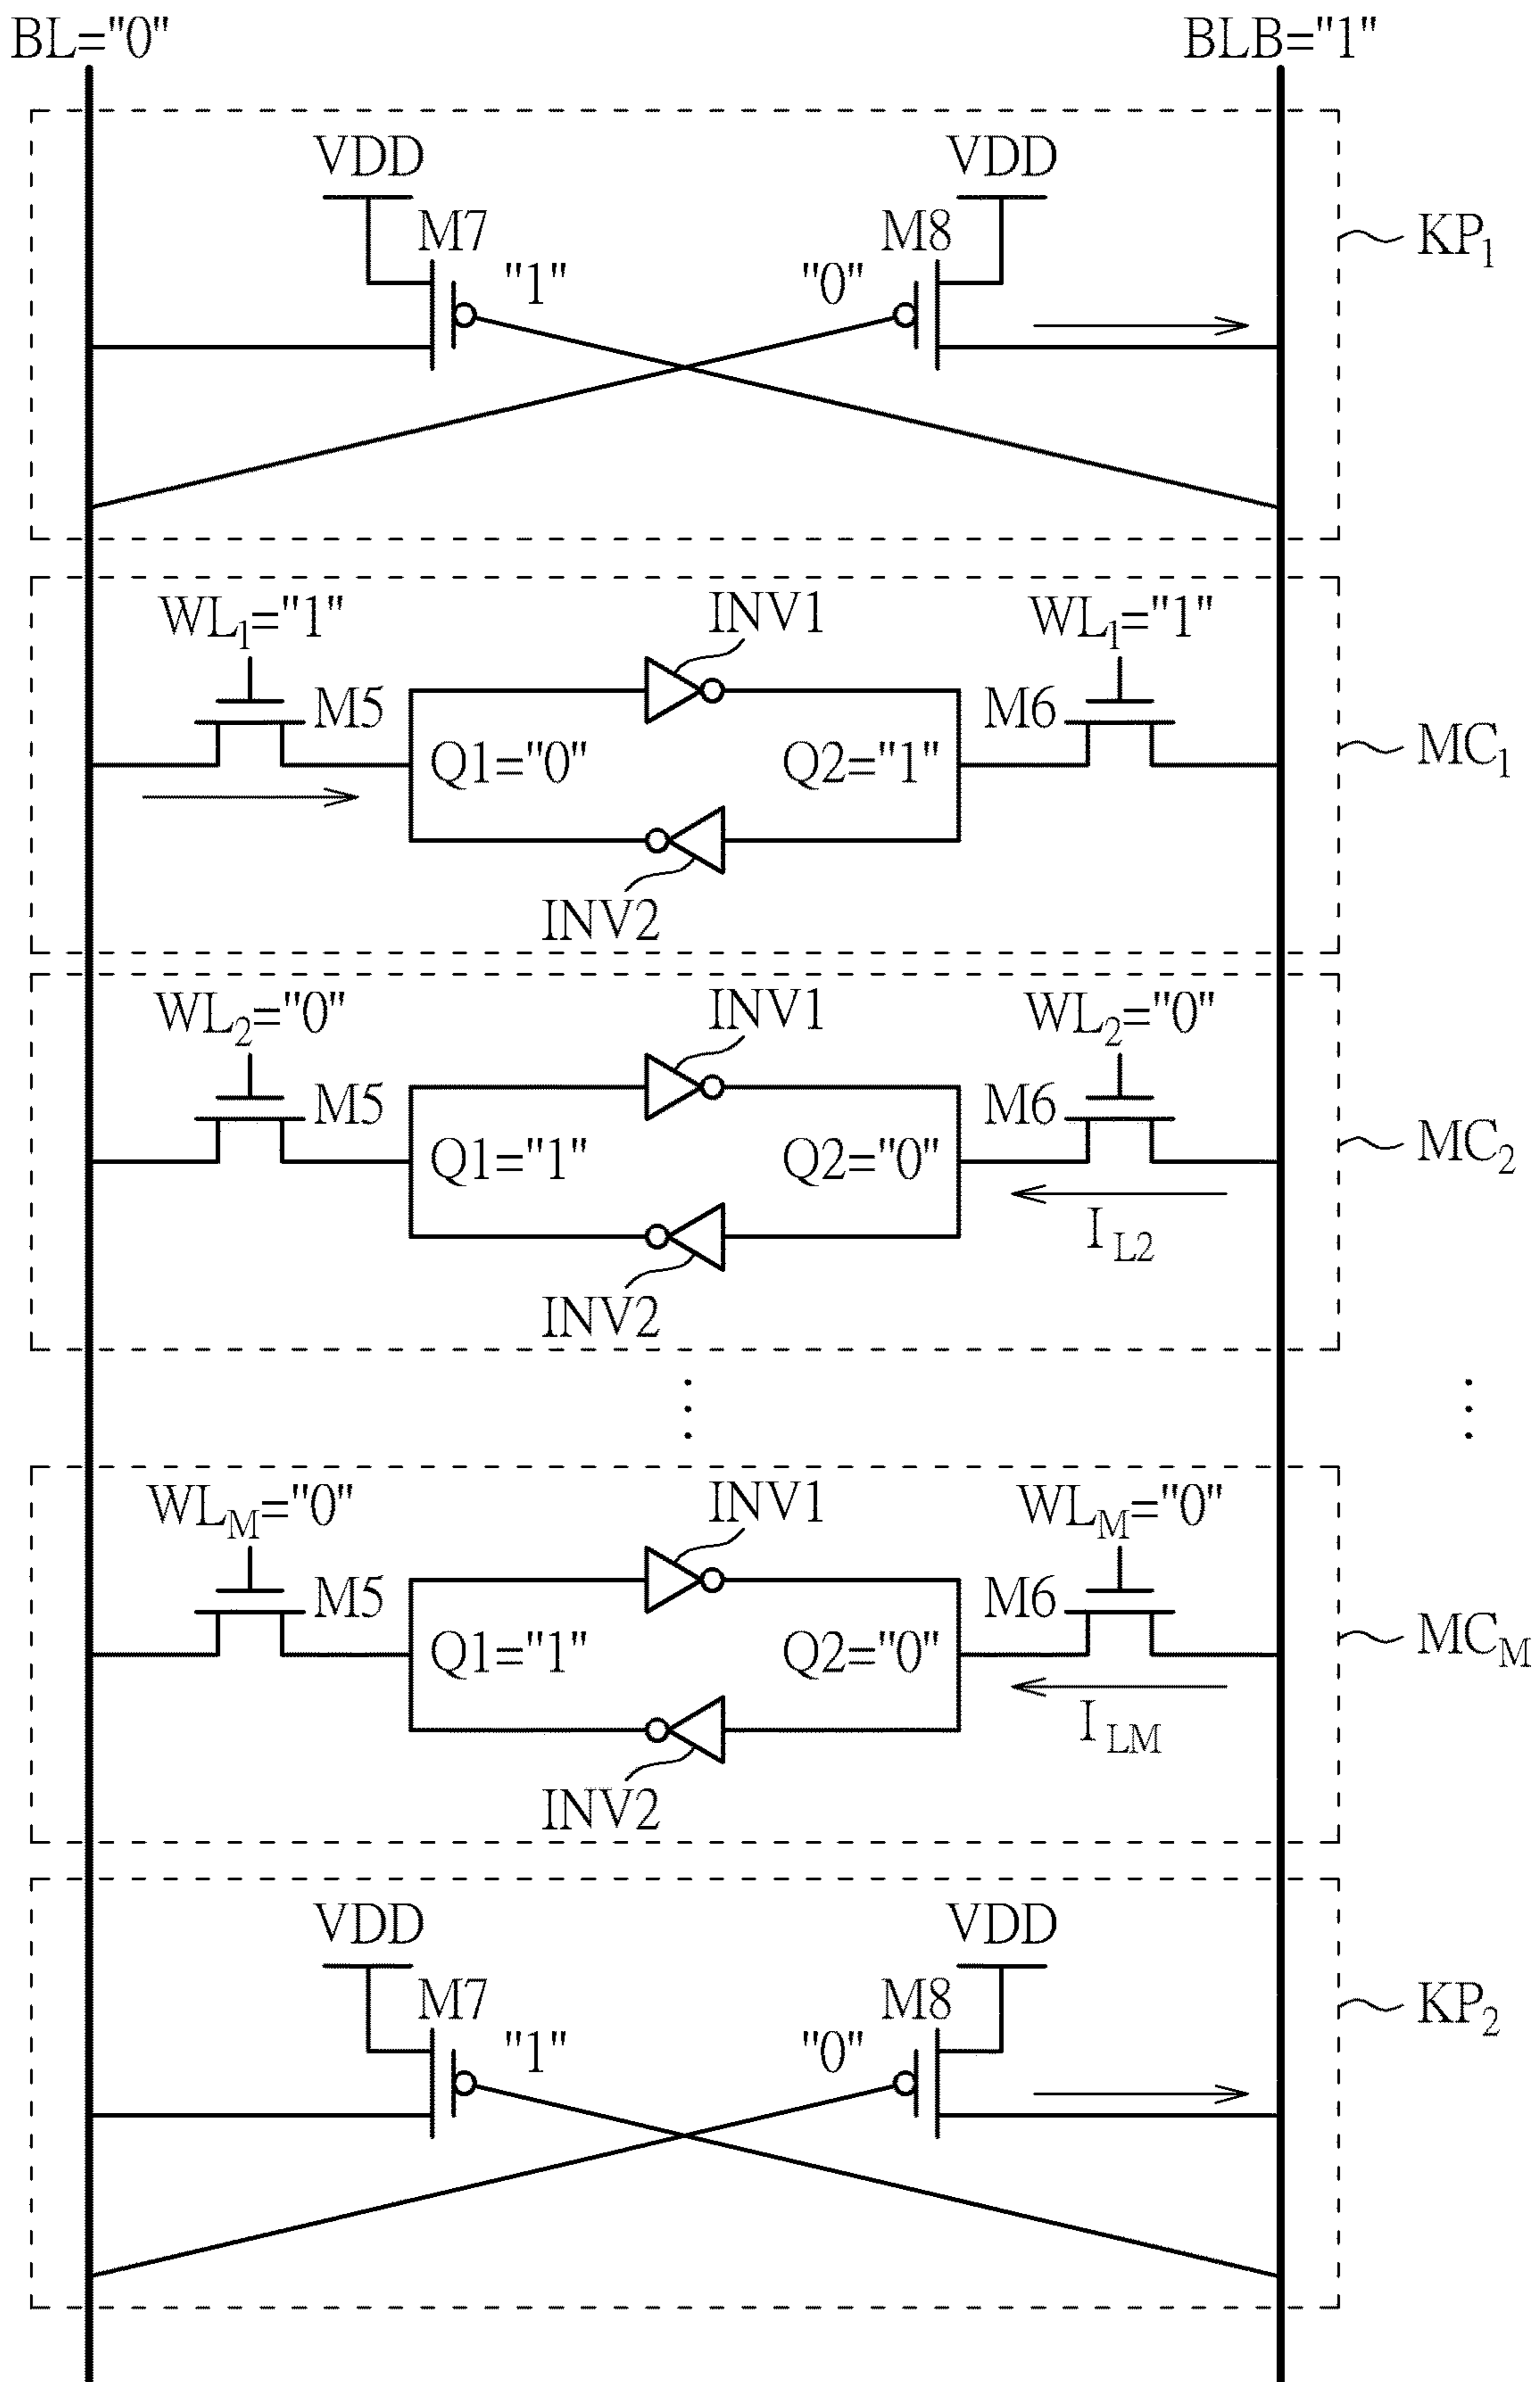 BL="0" BLB="1"
VDD VDD
M7 M8
"1" "0"
KP1
WL1="1" INV1 WL1="1"
M5 M6
Q1="0" Q2="1"
MC1
INV2
WL2="0" INV1 WL2="0"
M5 M6
Q1="1" Q2="0"
MC2
IL2
INV2
WLM="0" INV1 WLM="0"
M5 M6
Q1="1" Q2="0"
MCM
ILM
INV2
VDD VDD
M7 M8
"1" "0"
KP2